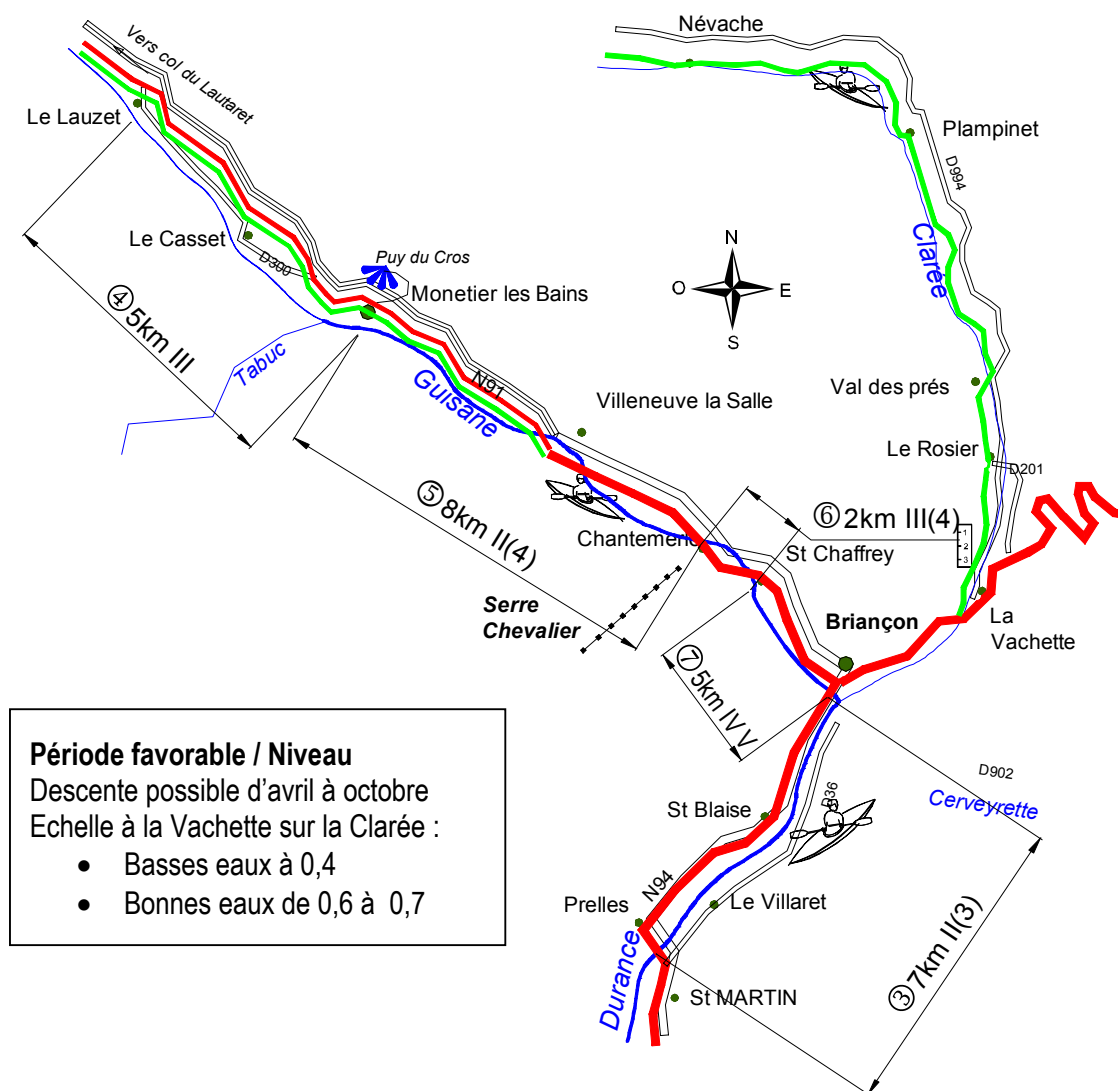 Névache
Vers col du Lautaret
Le Lauzet
Plampinet
D994
Clarée
Le Casset
D300
Puy du Cros
Monetier les Bains
N
O
E
S
④5km III
Tabuc
Guisane
N91
Villeneuve la Salle
Val des prés
Le Rosier
D201
⑤8km II(4)
⑥2km III(4)
1
2
3
Chantemerle
St Chaffrey
Serre
Chevalier
Briançon
La
Vachette
⑦5km IV V
Période favorable / Niveau
Descente possible d'avril à octobre
Echelle à la Vachette sur la Clarée :
• Basses eaux à 0,4
• Bonnes eaux de 0,6 à 0,7
D902
Cerveyrette
St Blaise
D36
N94
Prelles
Le Villaret
Durance
St MARTIN
③7km II(3)